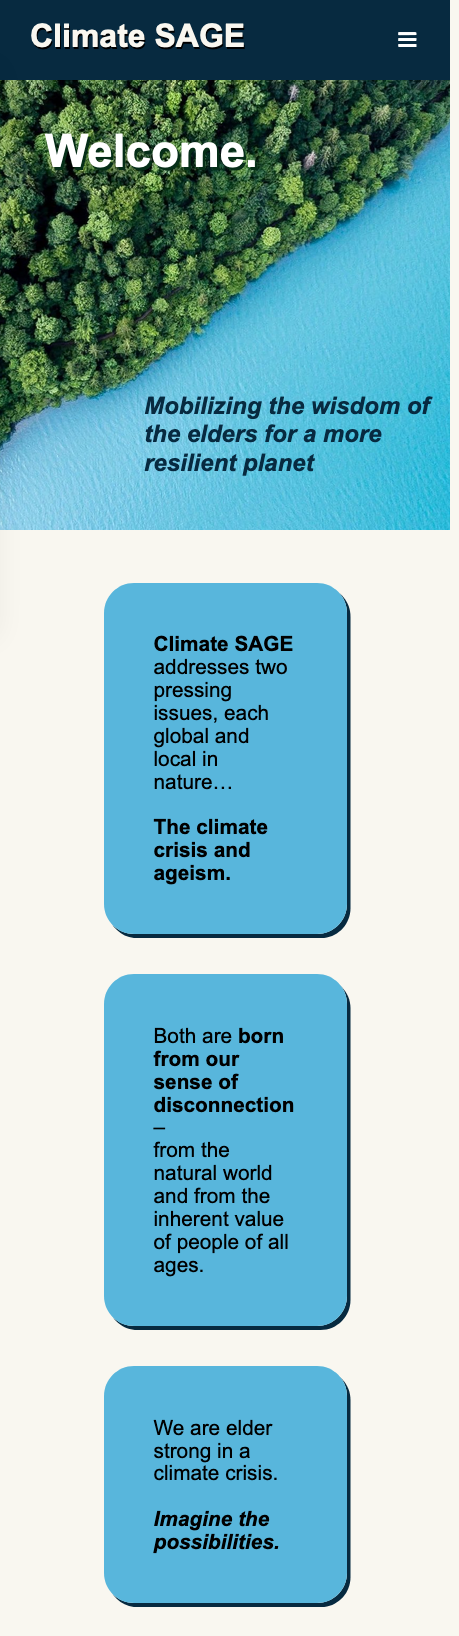 Climate SAGE
Welcome.
Mobilizing the wisdom of
the elders for a more
resilient planet
Climate SAGE
addresses two
pressing
issues, each
global and
local in
nature…
The climate
crisis and
ageism.
Both are born
from our
sense of
disconnection
–
from the
natural world
and from the
inherent value
of people of all
ages.
We are elder
strong in a
climate crisis.
Imagine the
possibilities.